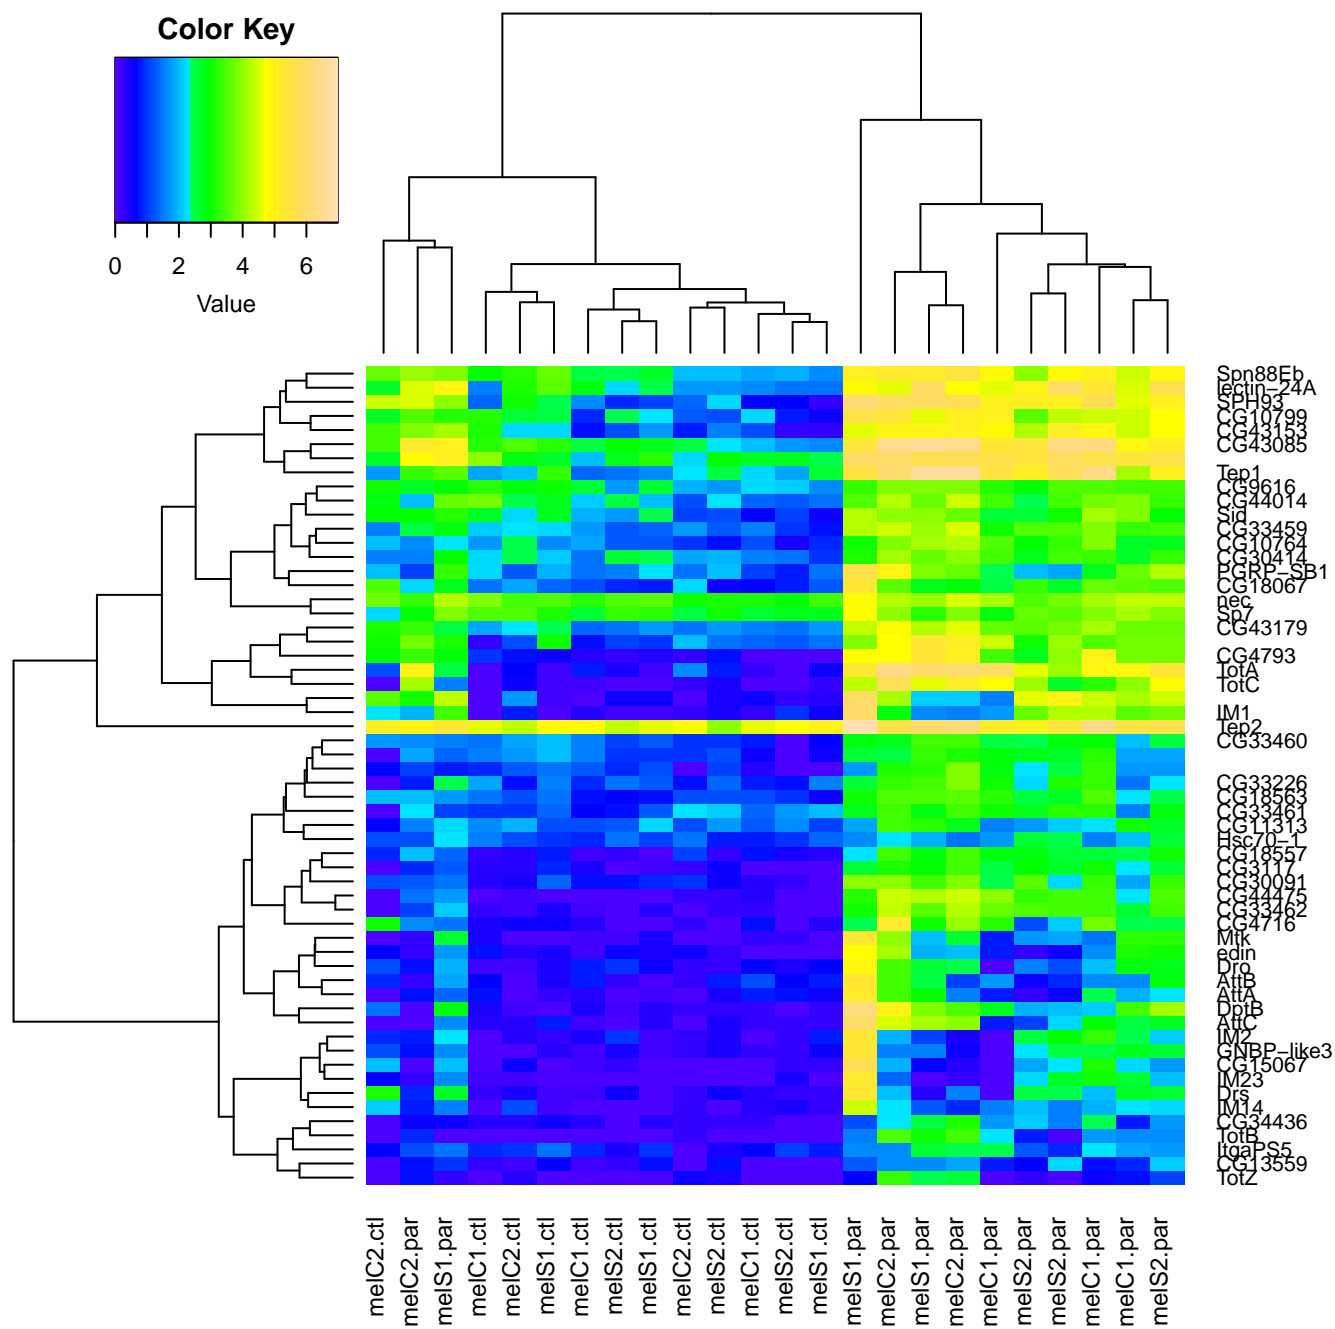 Color Key
0 2 4 6
Value
Spn88Eb
lectin−24A
SPH93
CG10799
CG43153
CG43085
Tep1
CG9616
CG44014
Sid
CG33459
CG10764
CG30414
PGRP−SB1
CG18067
nec
Sp7
CG43179
CG4793
TotA
TotC
IM1
Tep2
CG33460
CG33226
CG18563
CG33461
CG11313
Hsc70−1
CG18557
CG3117
CG30091
CG44475
CG33462
CG4716
Mtk
edin
Dro
AttB
AttA
DptB
AttC
IM2
GNBP−like3
CG15067
IM23
Drs
IM14
CG34436
TotB
ItgaPS5
CG13559
TotZ
melC2.ctl
melC2.par
melS1.par
melC1.ctl
melC2.ctl
melS1.ctl
melC1.ctl
melS2.ctl
melS1.ctl
melC2.ctl
melS2.ctl
melC1.ctl
melS2.ctl
melS1.ctl
melS1.par
melC2.par
melS1.par
melC2.par
melC1.par
melS2.par
melS2.par
melC1.par
melC1.par
melS2.par